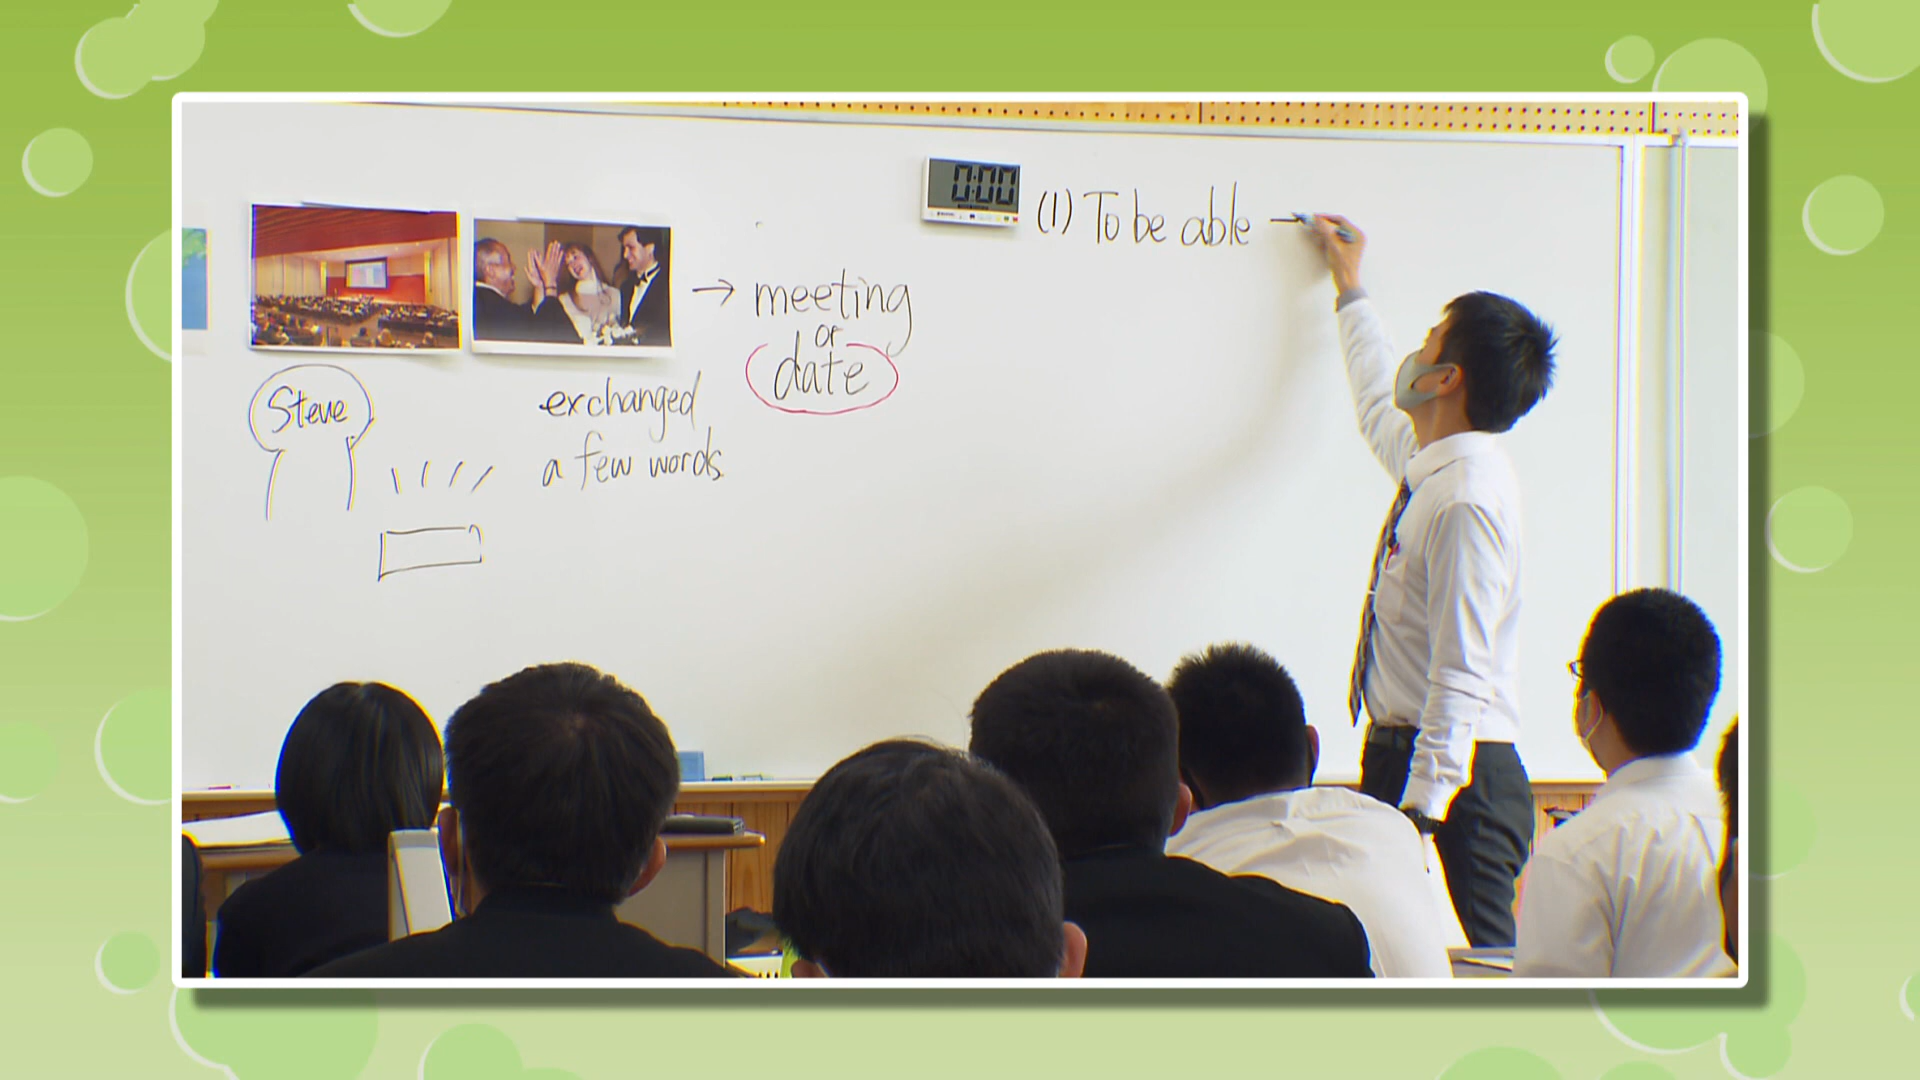 0:00
(1) To be able
→ meeting
or
date
Steve
exchanged
a few words.